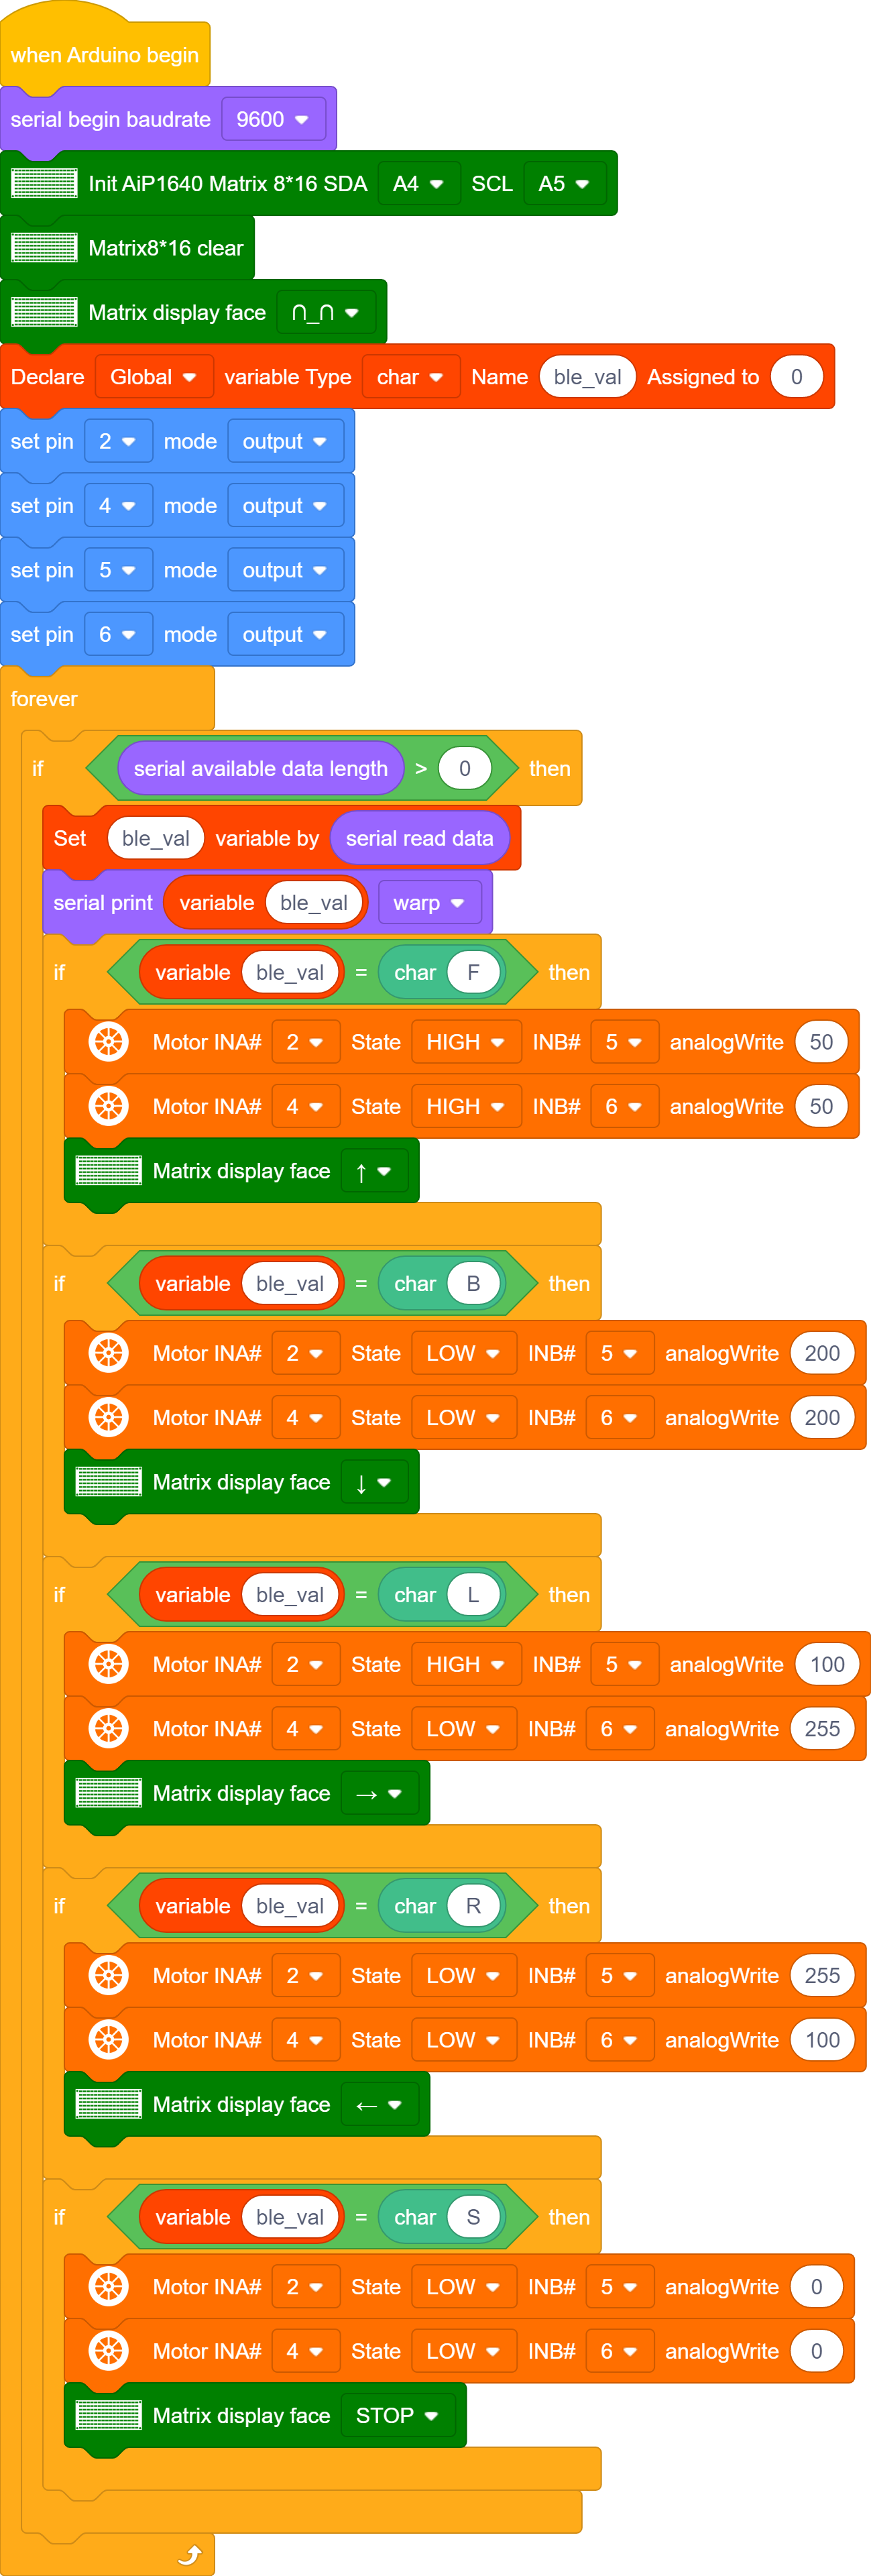 when Arduino begin
serial begin baudrate 9600
Init AiP1640 Matrix 8*16 SDA A4 SCL A5
Matrix8*16 clear
Matrix display face ∩_∩
Declare Global variable Type char Name ble_val Assigned to 0
set pin 2 mode output
set pin 4 mode output
set pin 5 mode output
set pin 6 mode output
forever
if serial available data length > 0 then
Set ble_val variable by serial read data
serial print variable ble_val warp
if variable ble_val = char F then
Motor INA# 2 State HIGH INB# 5 analogWrite 50
Motor INA# 4 State HIGH INB# 6 analogWrite 50
Matrix display face ↑
if variable ble_val = char B then
Motor INA# 2 State LOW INB# 5 analogWrite 200
Motor INA# 4 State LOW INB# 6 analogWrite 200
Matrix display face ↓
if variable ble_val = char L then
Motor INA# 2 State HIGH INB# 5 analogWrite 100
Motor INA# 4 State LOW INB# 6 analogWrite 255
Matrix display face →
if variable ble_val = char R then
Motor INA# 2 State LOW INB# 5 analogWrite 255
Motor INA# 4 State LOW INB# 6 analogWrite 100
Matrix display face ←
if variable ble_val = char S then
Motor INA# 2 State LOW INB# 5 analogWrite 0
Motor INA# 4 State LOW INB# 6 analogWrite 0
Matrix display face STOP